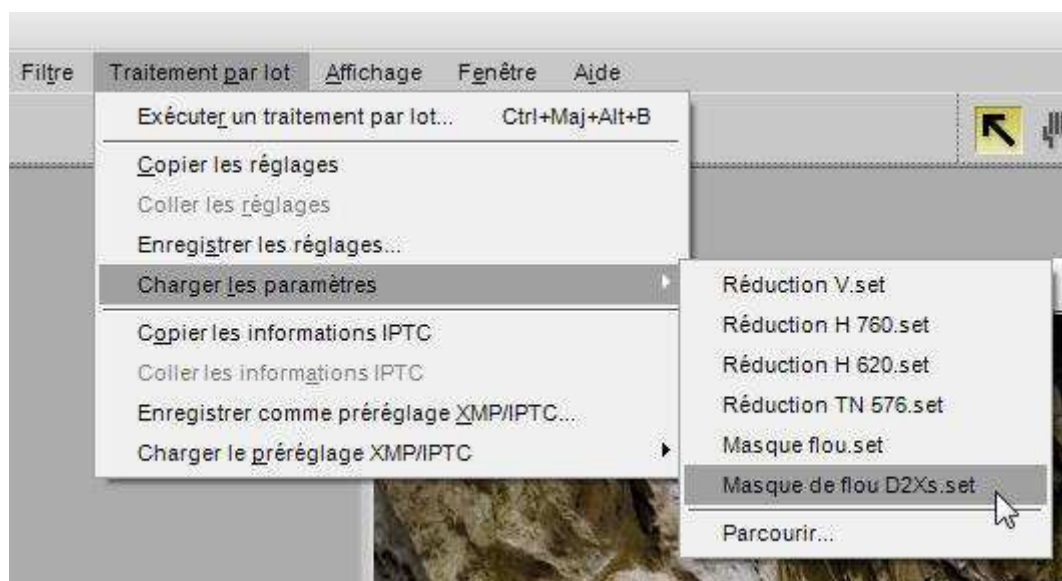 Filtre Traitement par lot Affichage Fenêtre Aide
Exécuter un traitement par lot... Ctrl+Maj+Alt+B
Copier les réglages
Coller les réglages
Enregistrer les réglages...
Charger les paramètres
Copier les informations IPTC
Coller les informations IPTC
Enregistrer comme préréglage XMP/IPTC...
Charger le préréglage XMP/IPTC
Réduction V.set
Réduction H 760.set
Réduction H 620.set
Réduction TN 576.set
Masque flou.set
Masque de flou D2Xs.set
Parcourir...